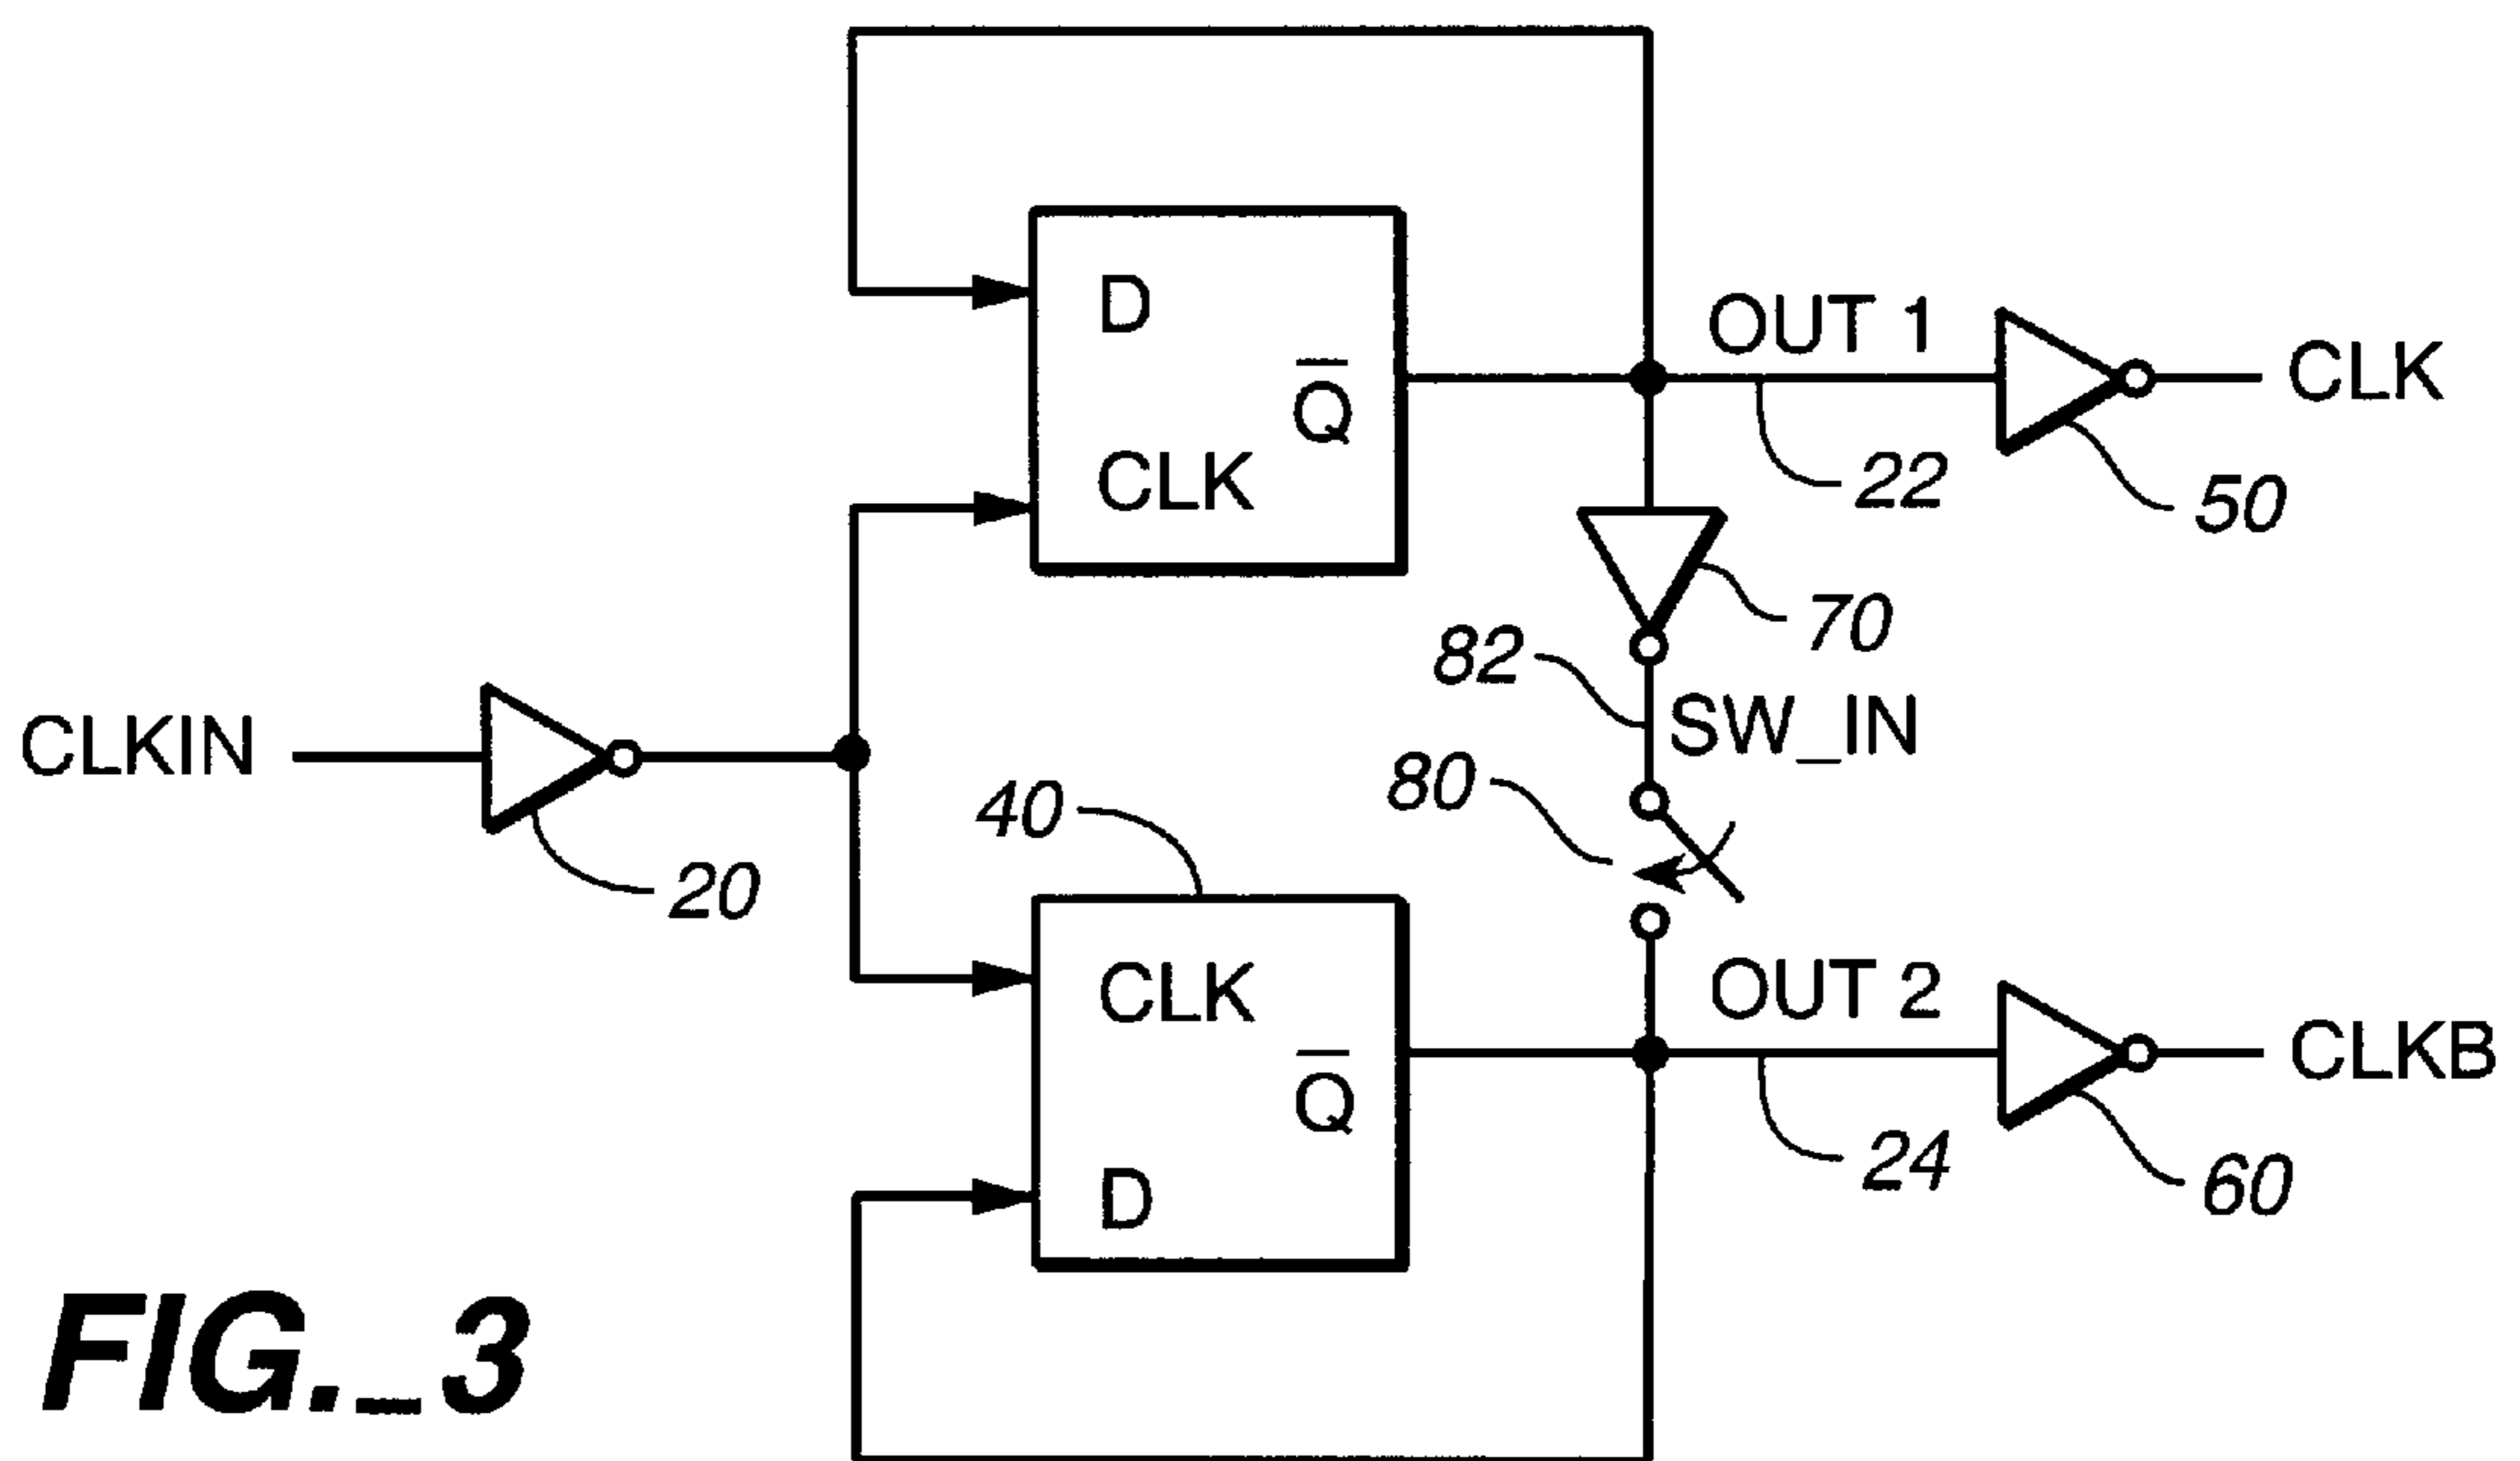 D
Q
CLK
OUT 1
CLK
22
50
70
82
SW_IN
CLKIN
20
80
40
CLK
Q
D
OUT 2
CLKB
24
60
FIG._3